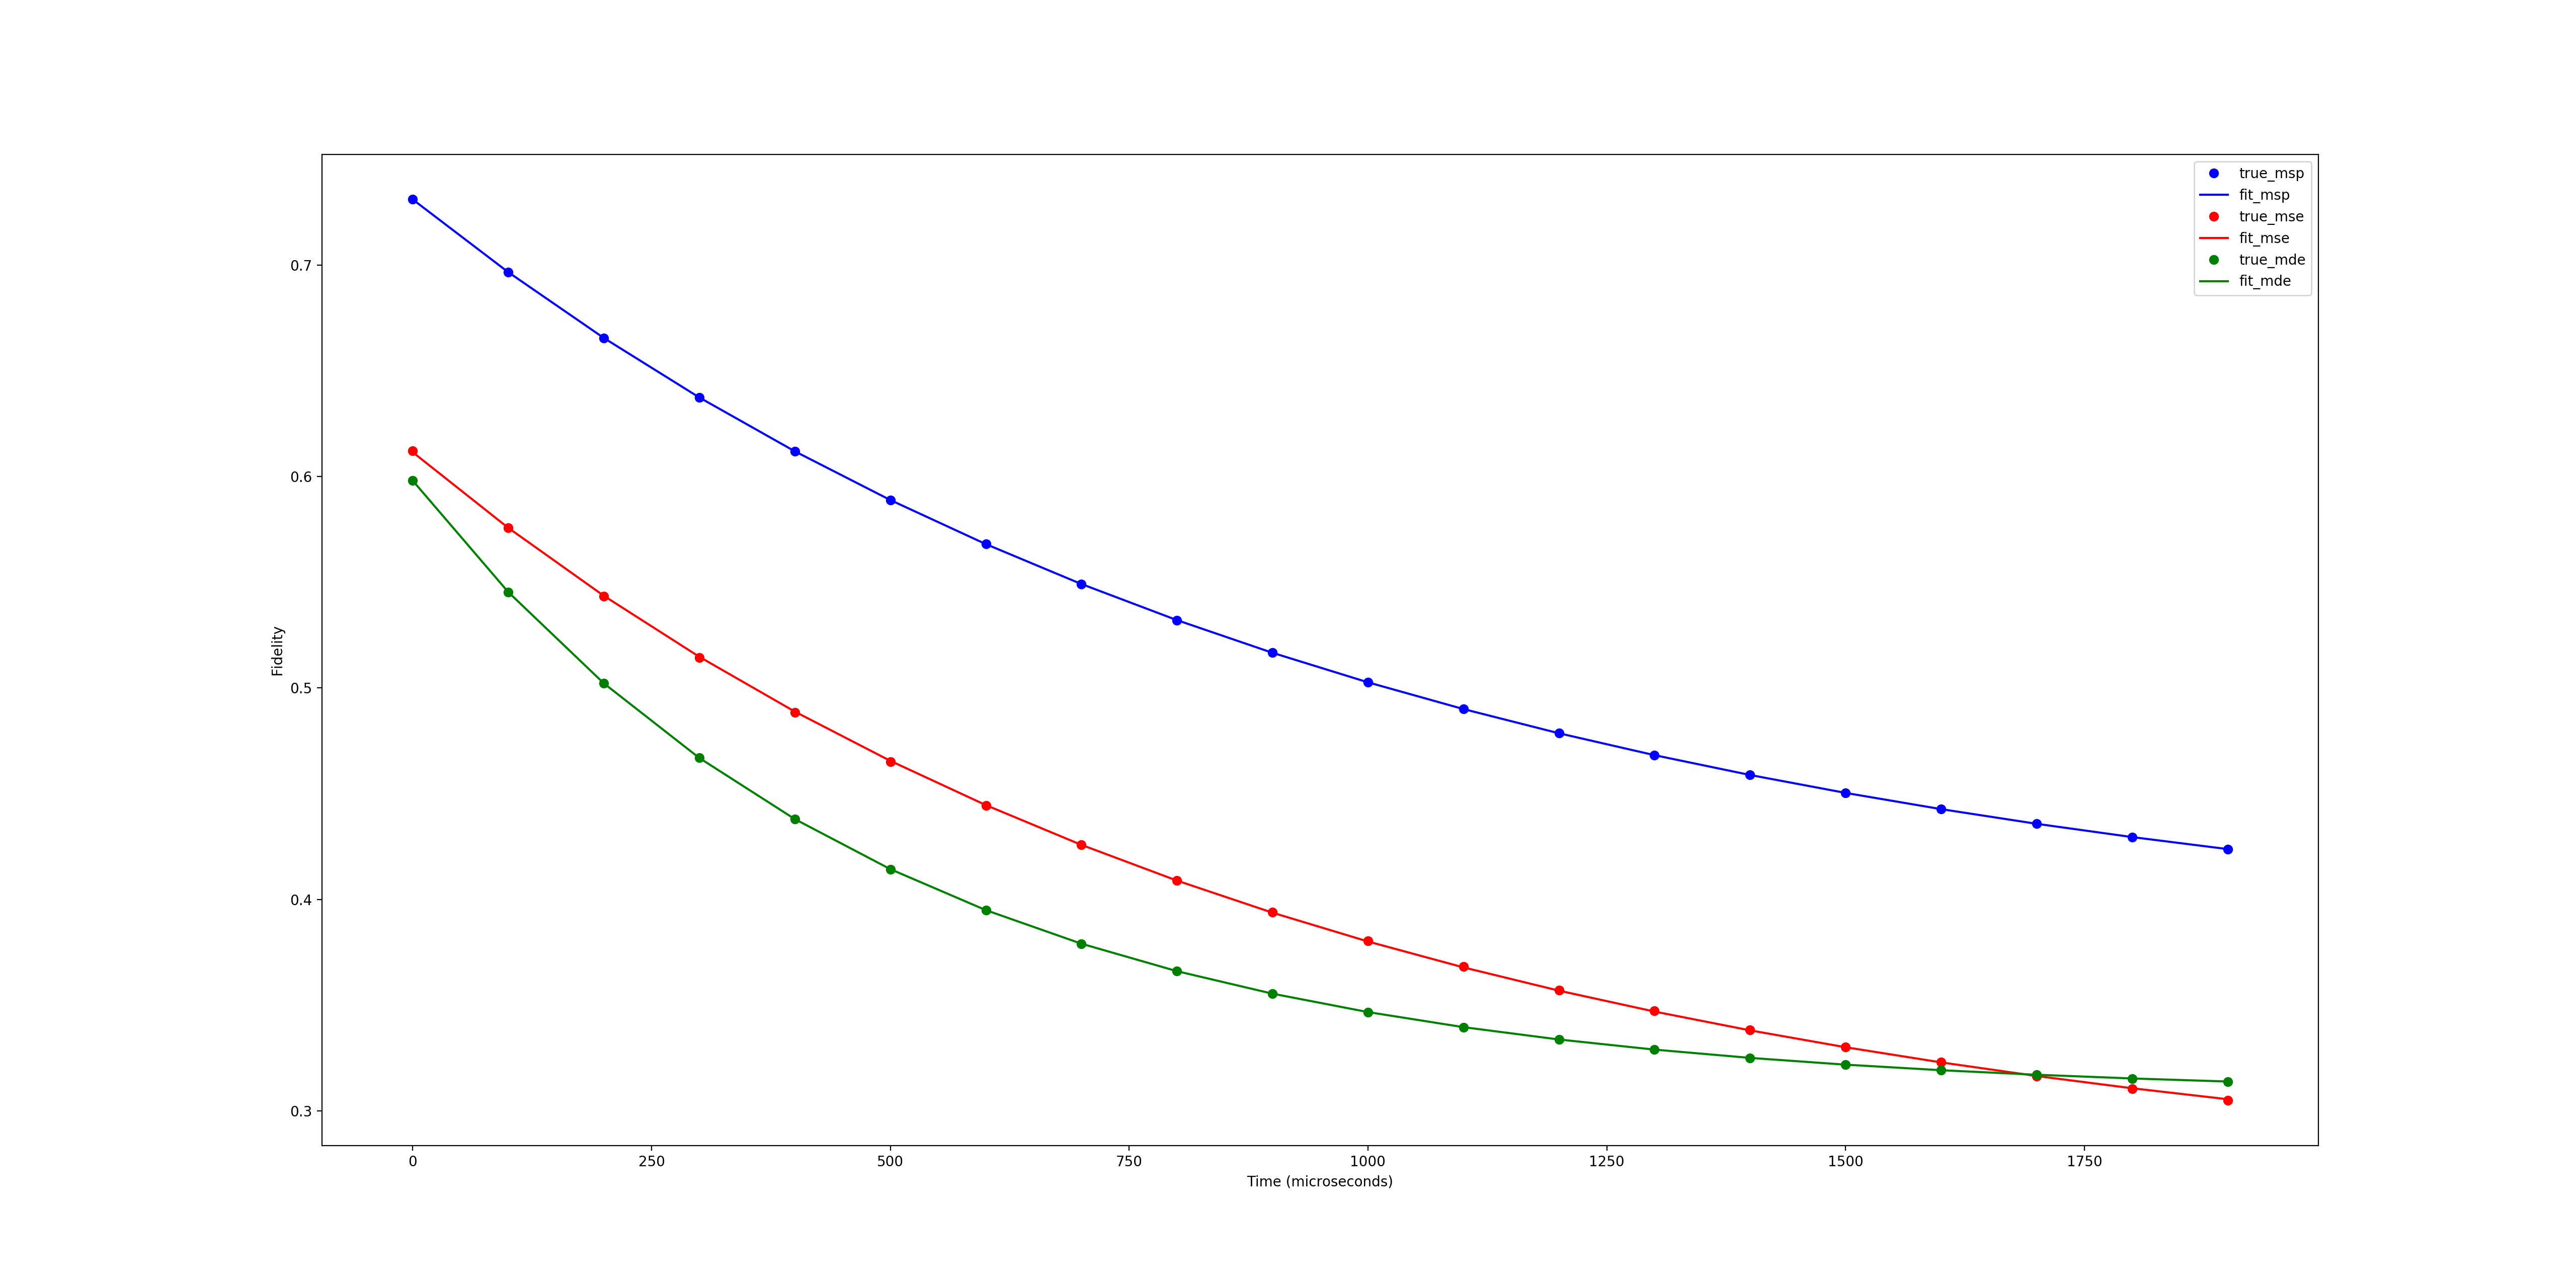 true_msp
fit_msp
true_mse
fit_mse
true_mde
fit_mde
0.7
0.6
0.5
0.4
0.3
Fidelity
0 250 500 750 1000 1250 1500 1750
Time (microseconds)